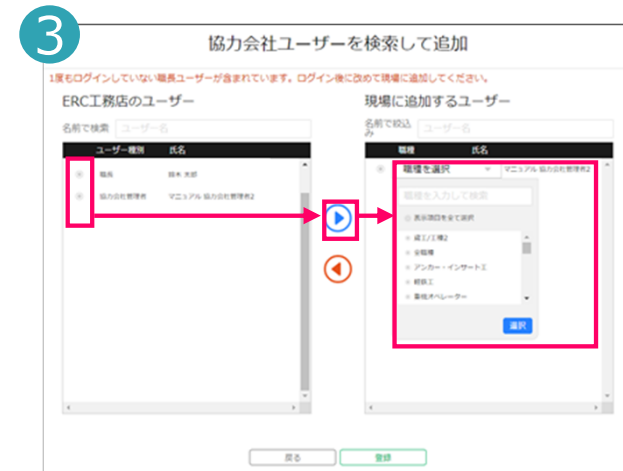 3
協力会社ユーザーを検索して追加
1度もログインしていない職長ユーザーが含まれています。ログイン後に改めて現場に追加してください。
ERC工務店のユーザー
名前で検索 ユーザー名
ユーザー種別 氏名
職長 鈴木 太郎
協力会社管理者 マニュアル 協力会社管理者2
現場に追加するユーザー
名前で絞込み ユーザー名
職種 氏名
職種を選択 マニュアル 協力会社管理者2
職種を入力して検索
表示項目を全て選択
全職種
アンカー・インサート工
軽鉄工
重機オペレーター
選択
戻る 登録